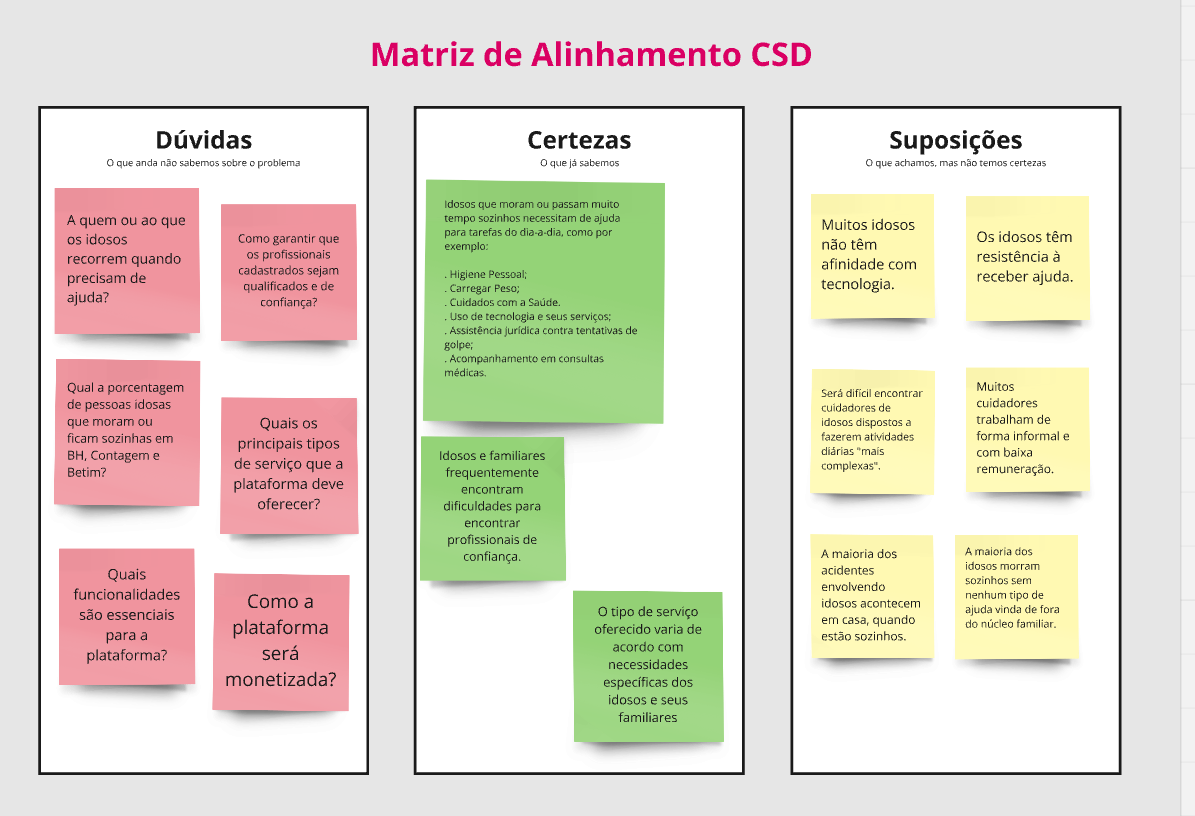 Matriz de Alinhamento CSD
Dúvidas
O que anda não sabemos sobre o problema
A quem ou ao que
os idosos
recorrem quando
precisam de
ajuda?
Como garantir que
os profissionais
cadastrados sejam
qualificados e de
confiança?
Qual a porcentagem
de pessoas idosas
que moram ou
ficam sozinhas em
BH, Contagem e
Betim?
Quais os
principais tipos
de serviço que a
plataforma deve
oferecer?
Quais
funcionalidades
são essenciais
para a
plataforma?
Como a
plataforma
será
monetizada?
Certezas
O que já sabemos
Idosos que moram ou passam muito
tempo sozinhos necessitam de ajuda
para tarefas do dia-a-dia, como por
exemplo:
. Higiene Pessoal;
. Carregar Peso;
. Cuidados com a Saúde.
. Uso de tecnologia e seus serviços;
. Assistência jurídica contra tentativas de
golpe;
. Acompanhamento em consultas
médicas.
Idosos e familiares
frequentemente
encontram
dificuldades para
encontrar
profissionais de
confiança.
O tipo de serviço
oferecido varia de
acordo com
necessidades
específicas dos
idosos e seus
familiares
Suposições
O que achamos, mas não temos certezas
Muitos idosos
não têm
afinidade com
tecnologia.
Os idosos têm
resistência à
receber ajuda.
Será difícil encontrar
cuidadores de
idosos dispostos a
fazerem atividades
diárias "mais
complexas".
Muitos
cuidadores
trabalham de
forma informal e
com baixa
remuneração.
A maioria dos
acidentes
envolvendo
idosos acontecem
em casa, quando
estão sozinhos.
A maioria dos
idosos morram
sozinhos sem
nenhum tipo de
ajuda vinda de fora
do núcleo familiar.